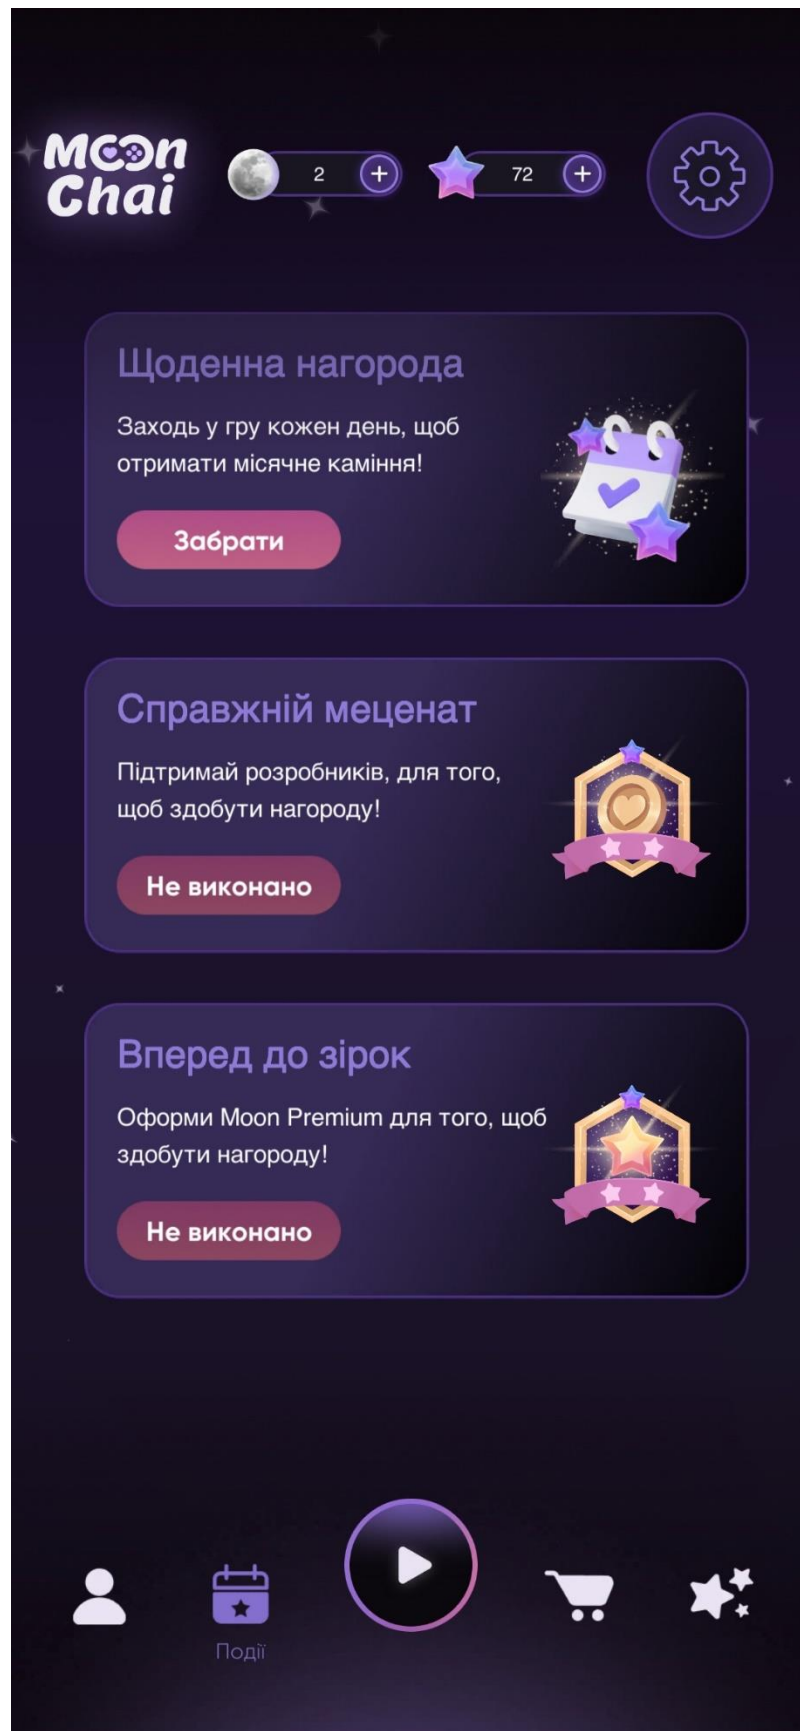 Moon
Chai
2
72
Щоденна нагорода
Заходь у гру кожен день, щоб
отримати місячне каміння!
Забрати
Справжній меценат
Підтримай розробників, для того,
щоб здобути нагороду!
Не виконано
Вперед до зірок
Оформи Moon Premium для того, щоб
здобути нагороду!
Не виконано
Події